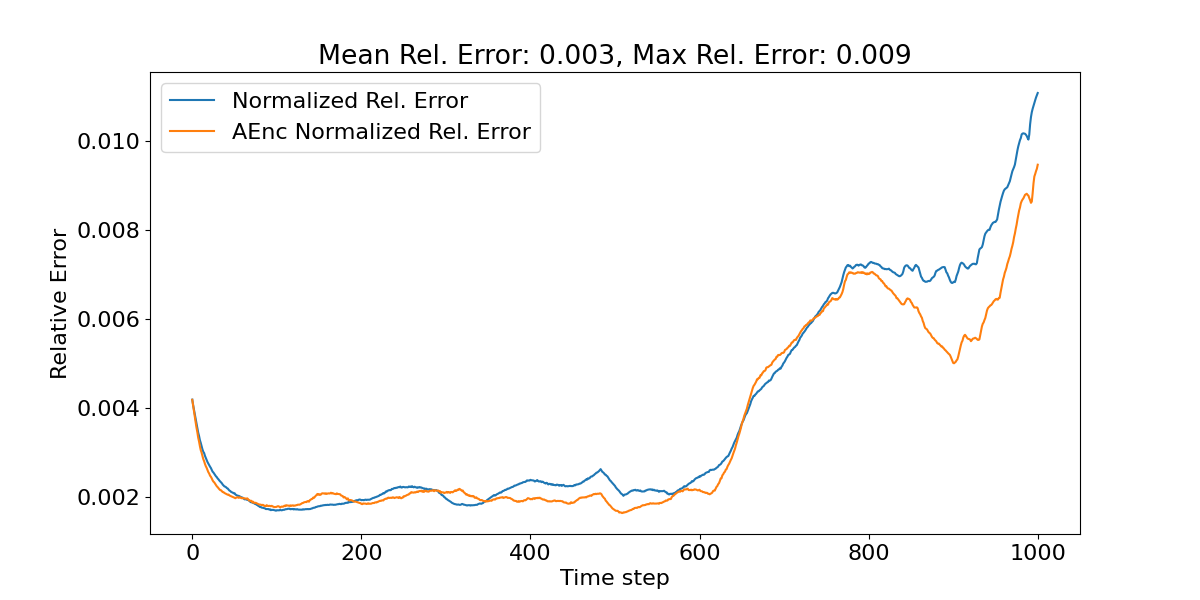 Mean Rel. Error: 0.003, Max Rel. Error: 0.009
Normalized Rel. Error
AEnc Normalized Rel. Error
Relative Error
0.010
0.008
0.006
0.004
0.002
0 200 400 600 800 1000
Time step